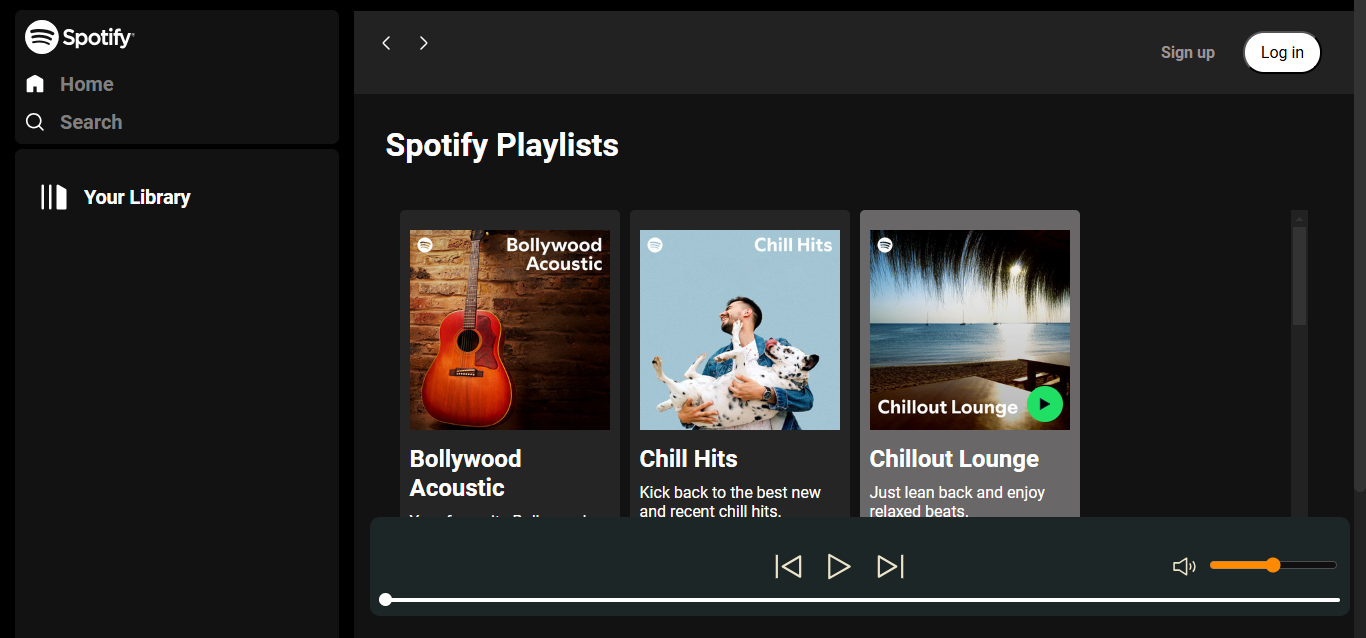 Spotify
Home
Search
Your Library
Sign up
Log in
Spotify Playlists
Bollywood
Acoustic
Chill Hits
Chillout Lounge
Bollywood
Acoustic
Chill Hits
Kick back to the best new
and recent chill hits.
Chillout Lounge
Just lean back and enjoy
relaxed beats.